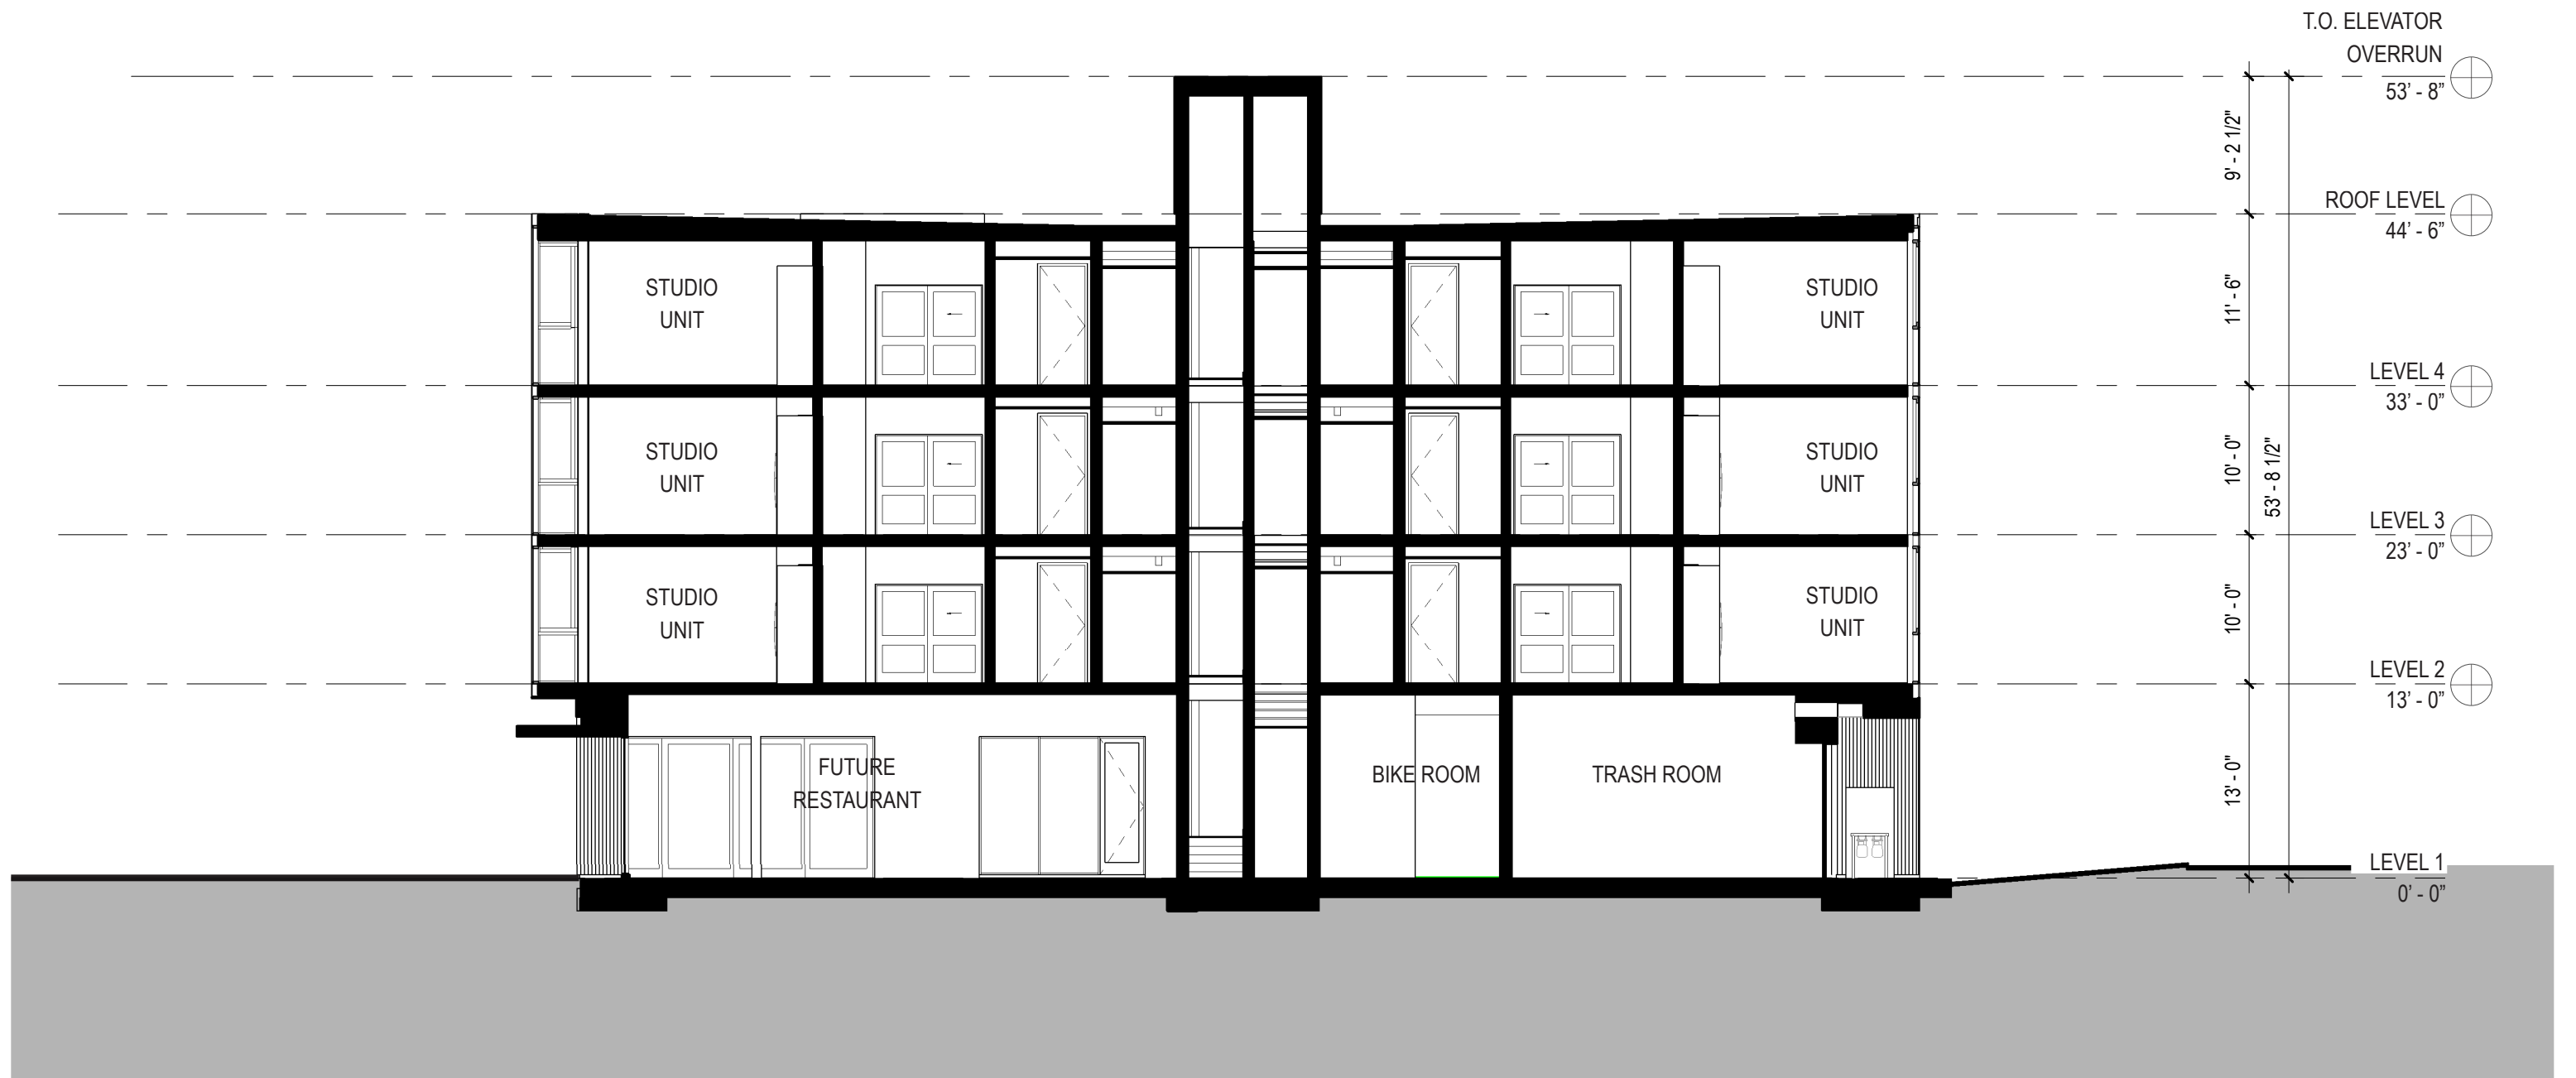 T.O. ELEVATOR
OVERRUN
53’ - 8”
9' - 2 1/2"
ROOF LEVEL
44’ - 6”
STUDIO
UNIT
STUDIO
UNIT
11' - 6"
LEVEL 4
33’ - 0”
STUDIO
UNIT
STUDIO
UNIT
10' - 0"
53' - 8 1/2"
LEVEL 3
23’ - 0”
STUDIO
UNIT
STUDIO
UNIT
10' - 0"
LEVEL 2
13’ - 0”
FUTURE
RESTAURANT
BIKE ROOM
TRASH ROOM
13' - 0"
LEVEL 1
0’ - 0”